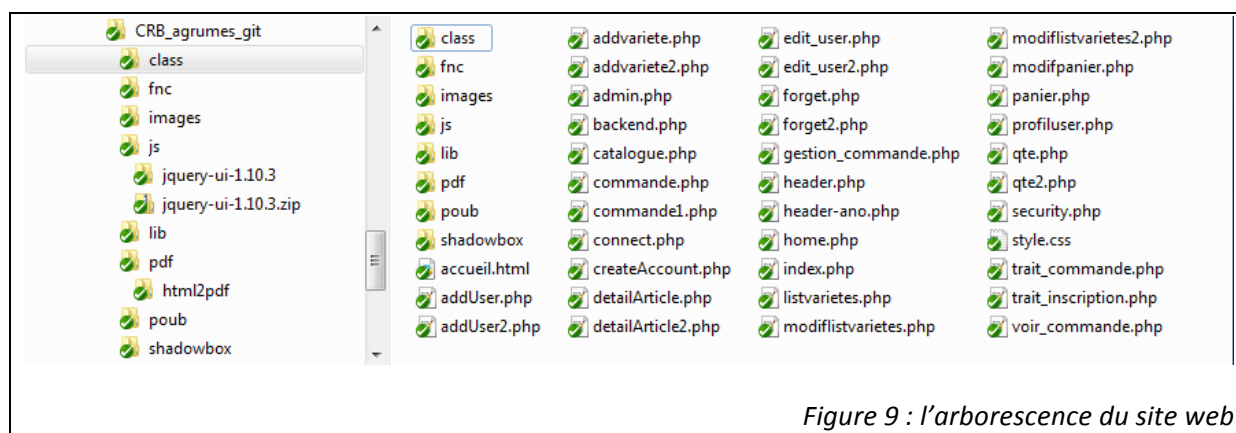 CRB_agrumes_git
class
fnc
images
js
jquery-ui-1.10.3
jquery-ui-1.10.3.zip
lib
pdf
html2pdf
poub
shadowbox
class
fnc
images
js
lib
pdf
poub
shadowbox
accueil.html
addUser.php
addUser2.php
addvariete.php
addvariete2.php
admin.php
backend.php
catalogue.php
commande.php
commande1.php
connect.php
createAccount.php
detailArticle.php
detailArticle2.php
edit_user.php
edit_user2.php
forget.php
forget2.php
gestion_commande.php
header.php
header-ano.php
home.php
index.php
listvarietes.php
modiflistvarietes.php
modiflistvarietes2.php
modifpanier.php
panier.php
profiluser.php
qte.php
qte2.php
security.php
style.css
trait_commande.php
trait_inscription.php
voir_commande.php
Figure 9 : l'arborescence du site web